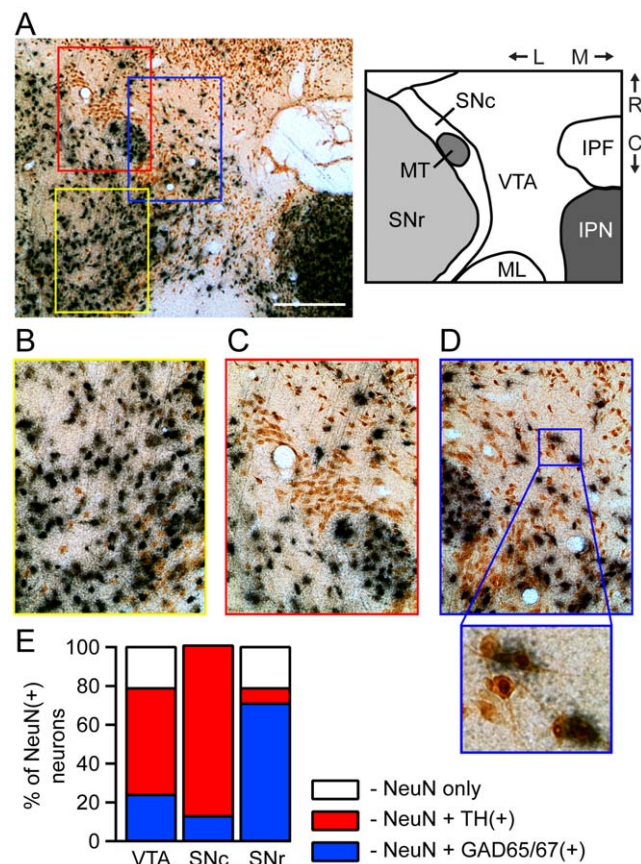 A
L M
R
C
SNc
MT
VTA
IPF
SNr
IPN
ML
B
C
D
E
% of NeuN(+)
neurons
100
80
60
40
20
0
VTA SNc SNr
- NeuN only
- NeuN + TH(+)
- NeuN + GAD65/67(+)